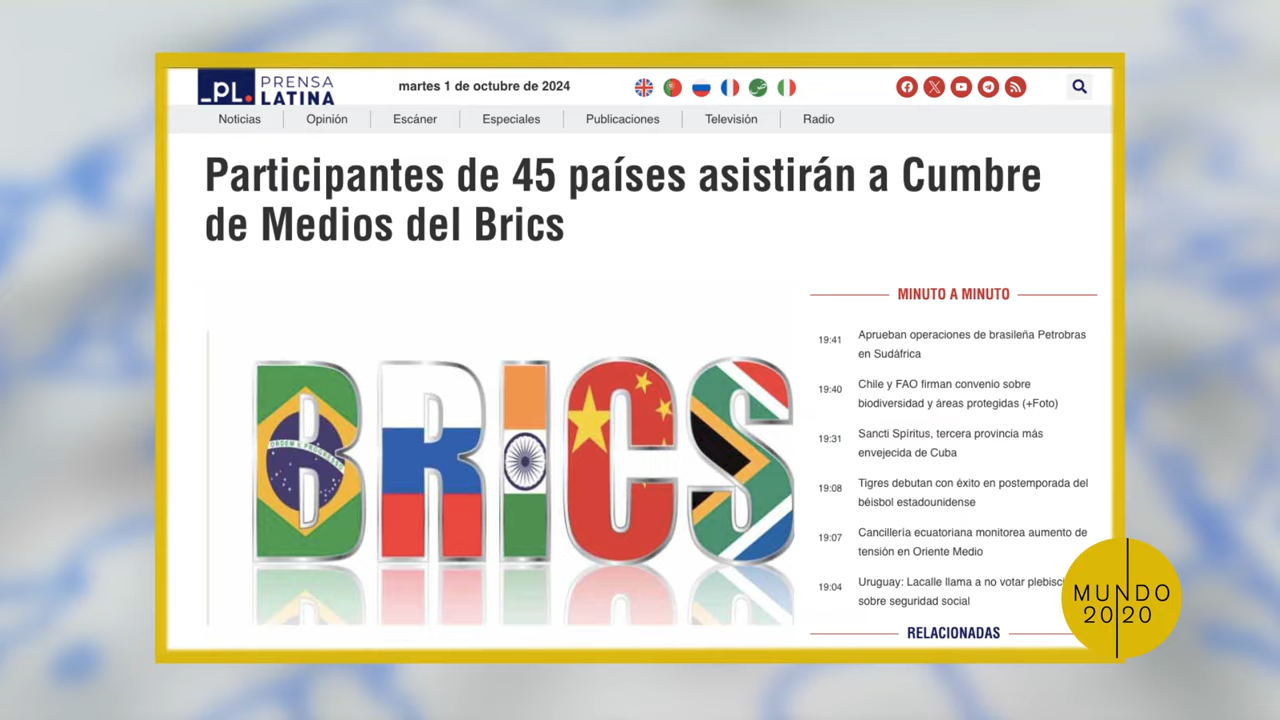 PL.
PRENSA
LATINA
martes 1 de octubre de 2024
Noticias
Opinión
Escáner
Especiales
Publicaciones
Televisión
Radio
Participantes de 45 países asistirán a Cumbre
de Medios del Brics
BRICS
ORDEM E PROGRESSO
MINUTO A MINUTO
19:41
Aprueban operaciones de brasileña Petrobras
en Sudáfrica
19:40
Chile y FAO firman convenio sobre
biodiversidad y áreas protegidas (+Foto)
19:31
Sancti Spíritus, tercera provincia más
envejecida de Cuba
19:08
Tigres debutan con éxito en postemporada del
béisbol estadounidense
19:07
Cancillería ecuatoriana monitorea aumento de
tensión en Oriente Medio
19:04
Uruguay: Lacalle llama a no votar
sobre seguridad social
RELACIONADAS
MUNDO
2020